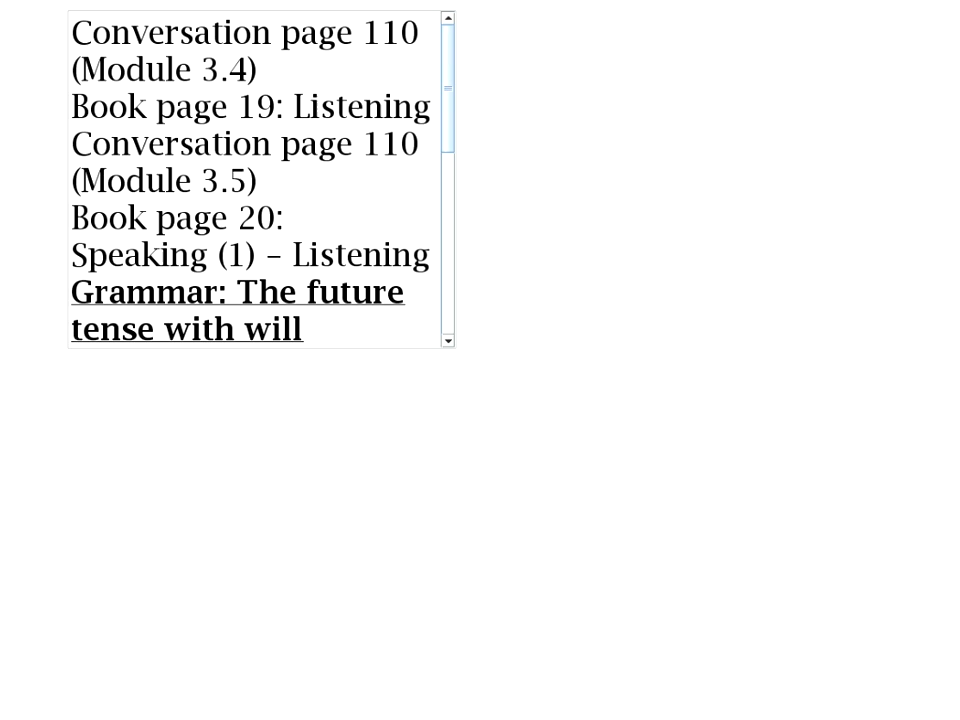 Conversation page 110
(Module 3.4)
Book page 19: Listening
Conversation page 110
(Module 3.5)
Book page 20:
Speaking (1) – Listening
Grammar: The future
tense with will